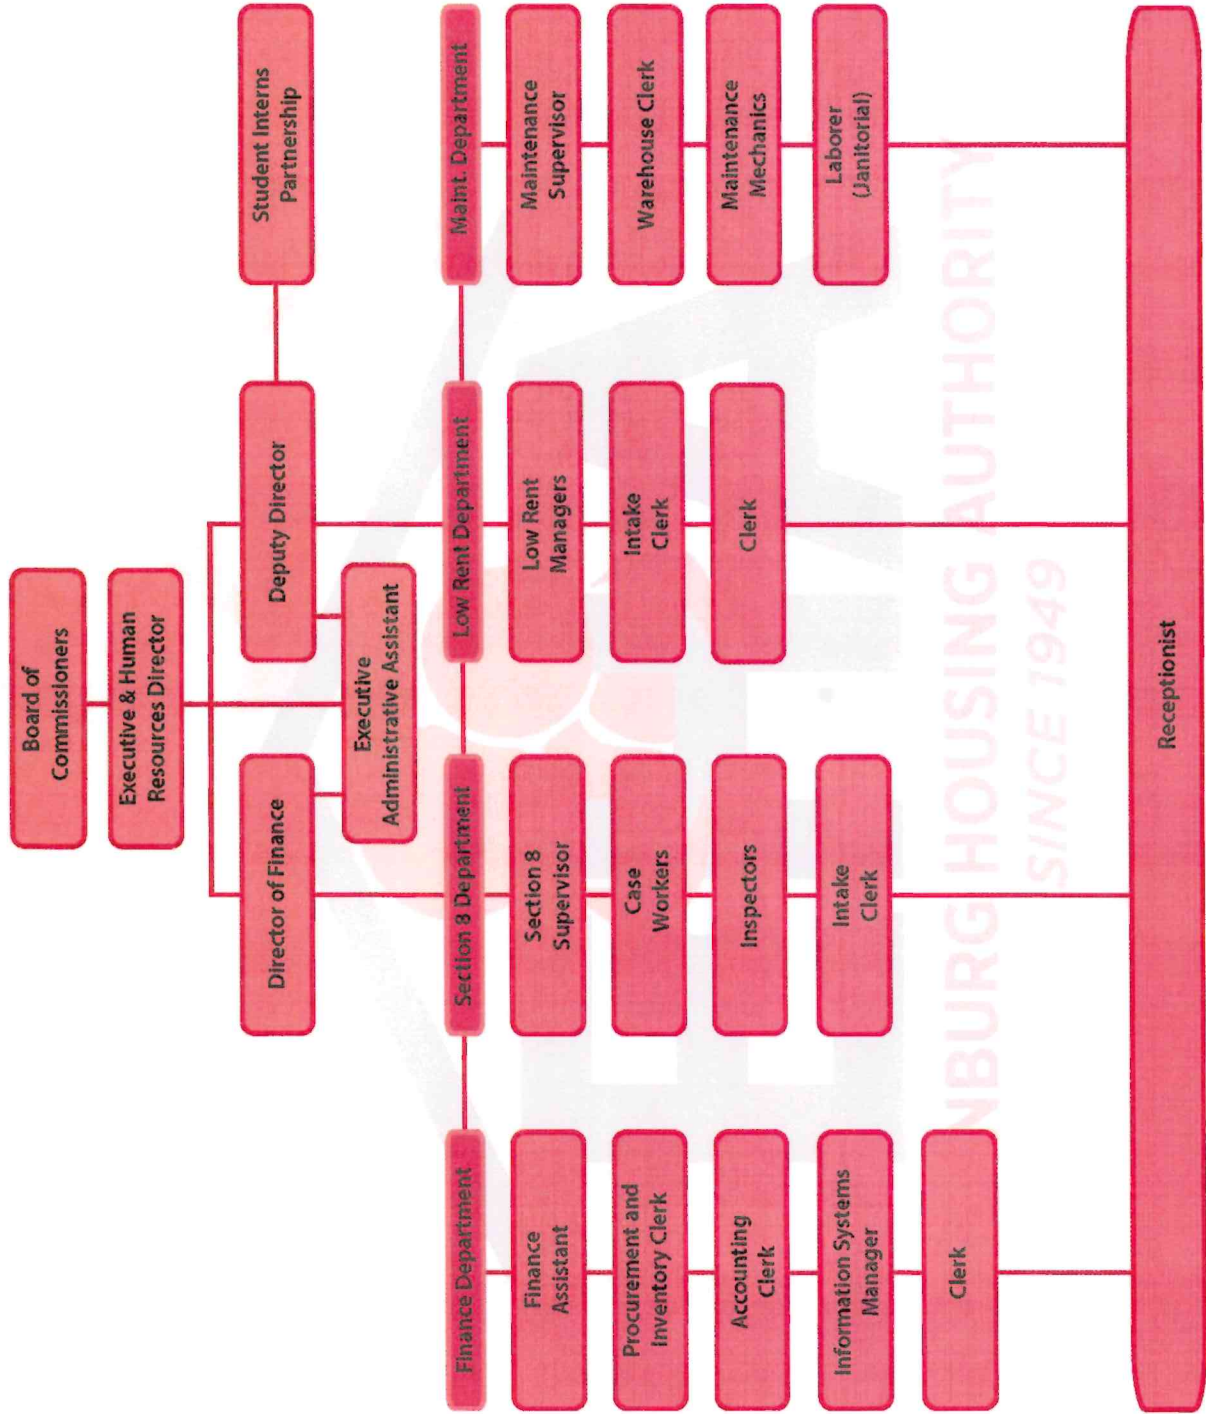 Board of
Commissioners
Executive & Human
Resources Director
Director of Finance
Deputy Director
Student Interns
Partnership
Executive
Administrative Assistant
Finance Department
Section 8 Department
Low Rent Department
Maint. Department
Finance
Assistant
Procurement and
Inventory Clerk
Accounting
Clerk
Information Systems
Manager
Clerk
Section 8
Supervisor
Case
Workers
Inspectors
Intake
Clerk
Low Rent
Managers
Intake
Clerk
Clerk
Maintenance
Supervisor
Warehouse Clerk
Maintenance
Mechanics
Laborer
(Janitorial)
Receptionist
NBURG HOUSING AUTHORITY
SINCE 1949